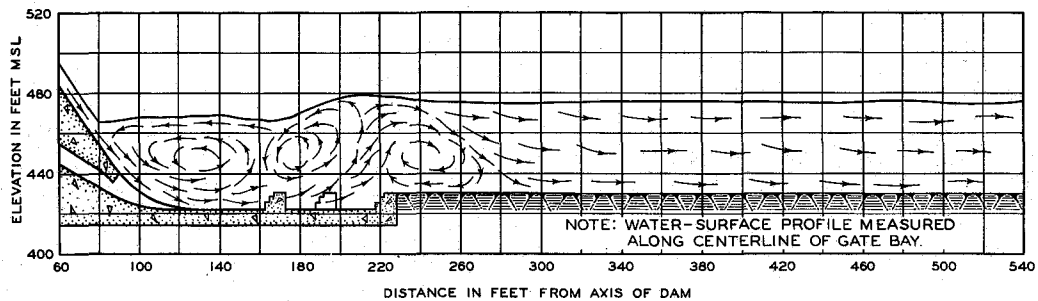 520
480
440
400
ELEVATION IN FEET MSL
NOTE: WATER-SURFACE PROFILE MEASURED
ALONG CENTERLINE OF GATE BAY.
60 100 140 180 220 260 300 340 380 420 460 500 540
DISTANCE IN FEET FROM AXIS OF DAM